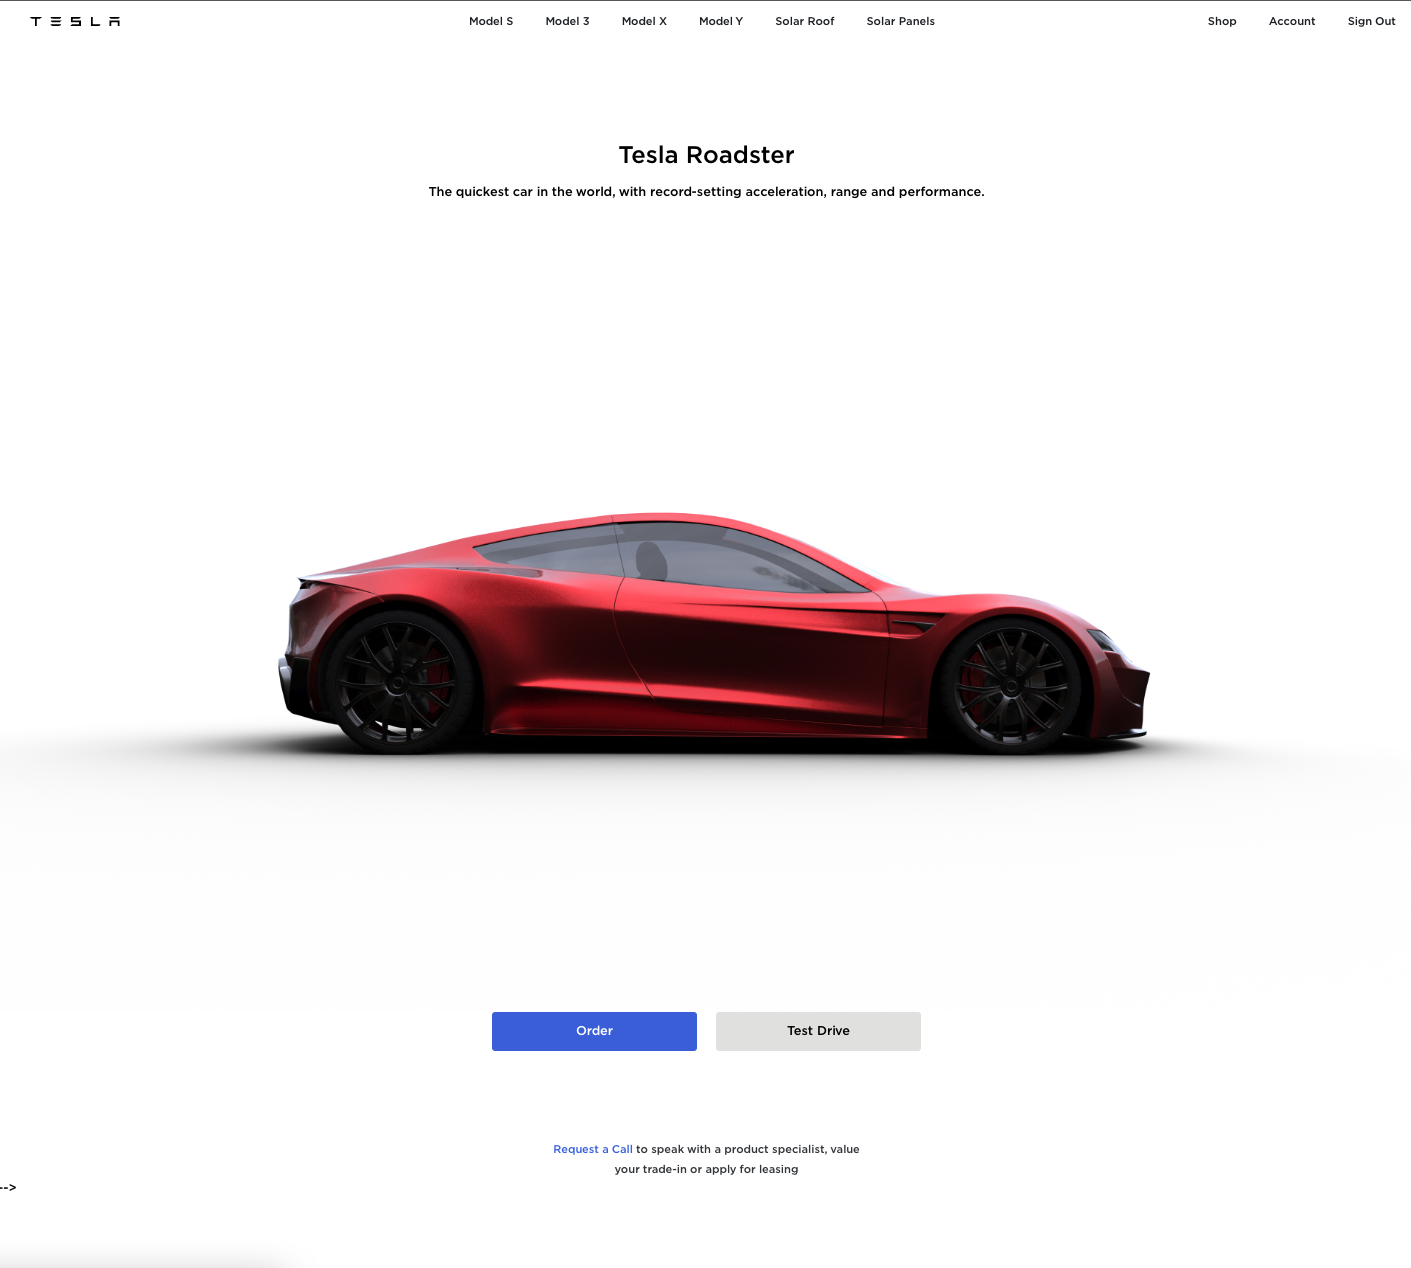 TESLA
Model S Model 3 Model X Model Y Solar Roof Solar Panels
Shop Account Sign Out
Tesla Roadster
The quickest car in the world, with record-setting acceleration, range and performance.
Order
Test Drive
Request a Call to speak with a product specialist, value
your trade-in or apply for leasing
-->